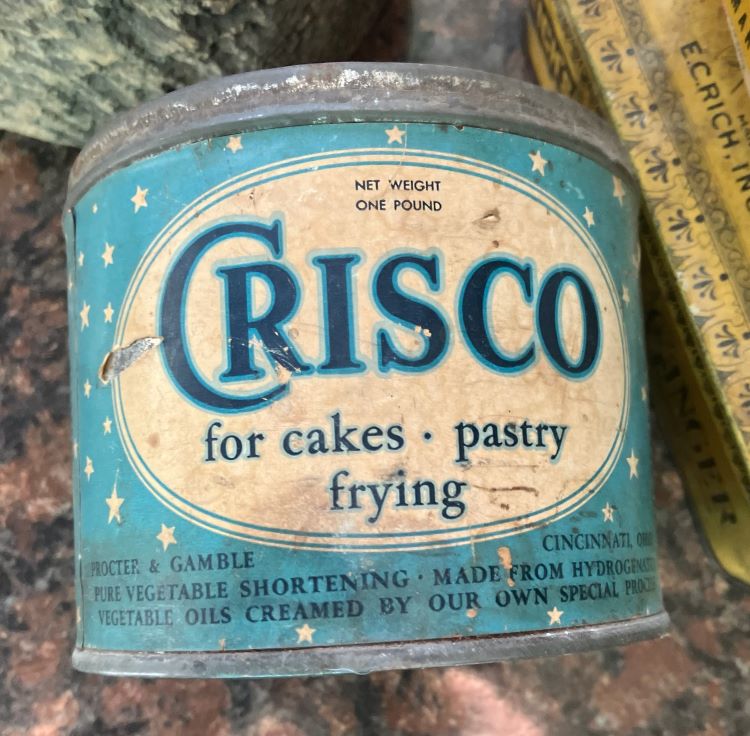 NET WEIGHT
ONE POUND
CRISCO
for cakes · pastry
frying
PROCTER & GAMBLE
CINCINNATI,
PURE VEGETABLE SHORTENING · MADE FROM
VEGETABLE OILS CREAMED BY OUR OWN SPECIAL
E.C.RICH,